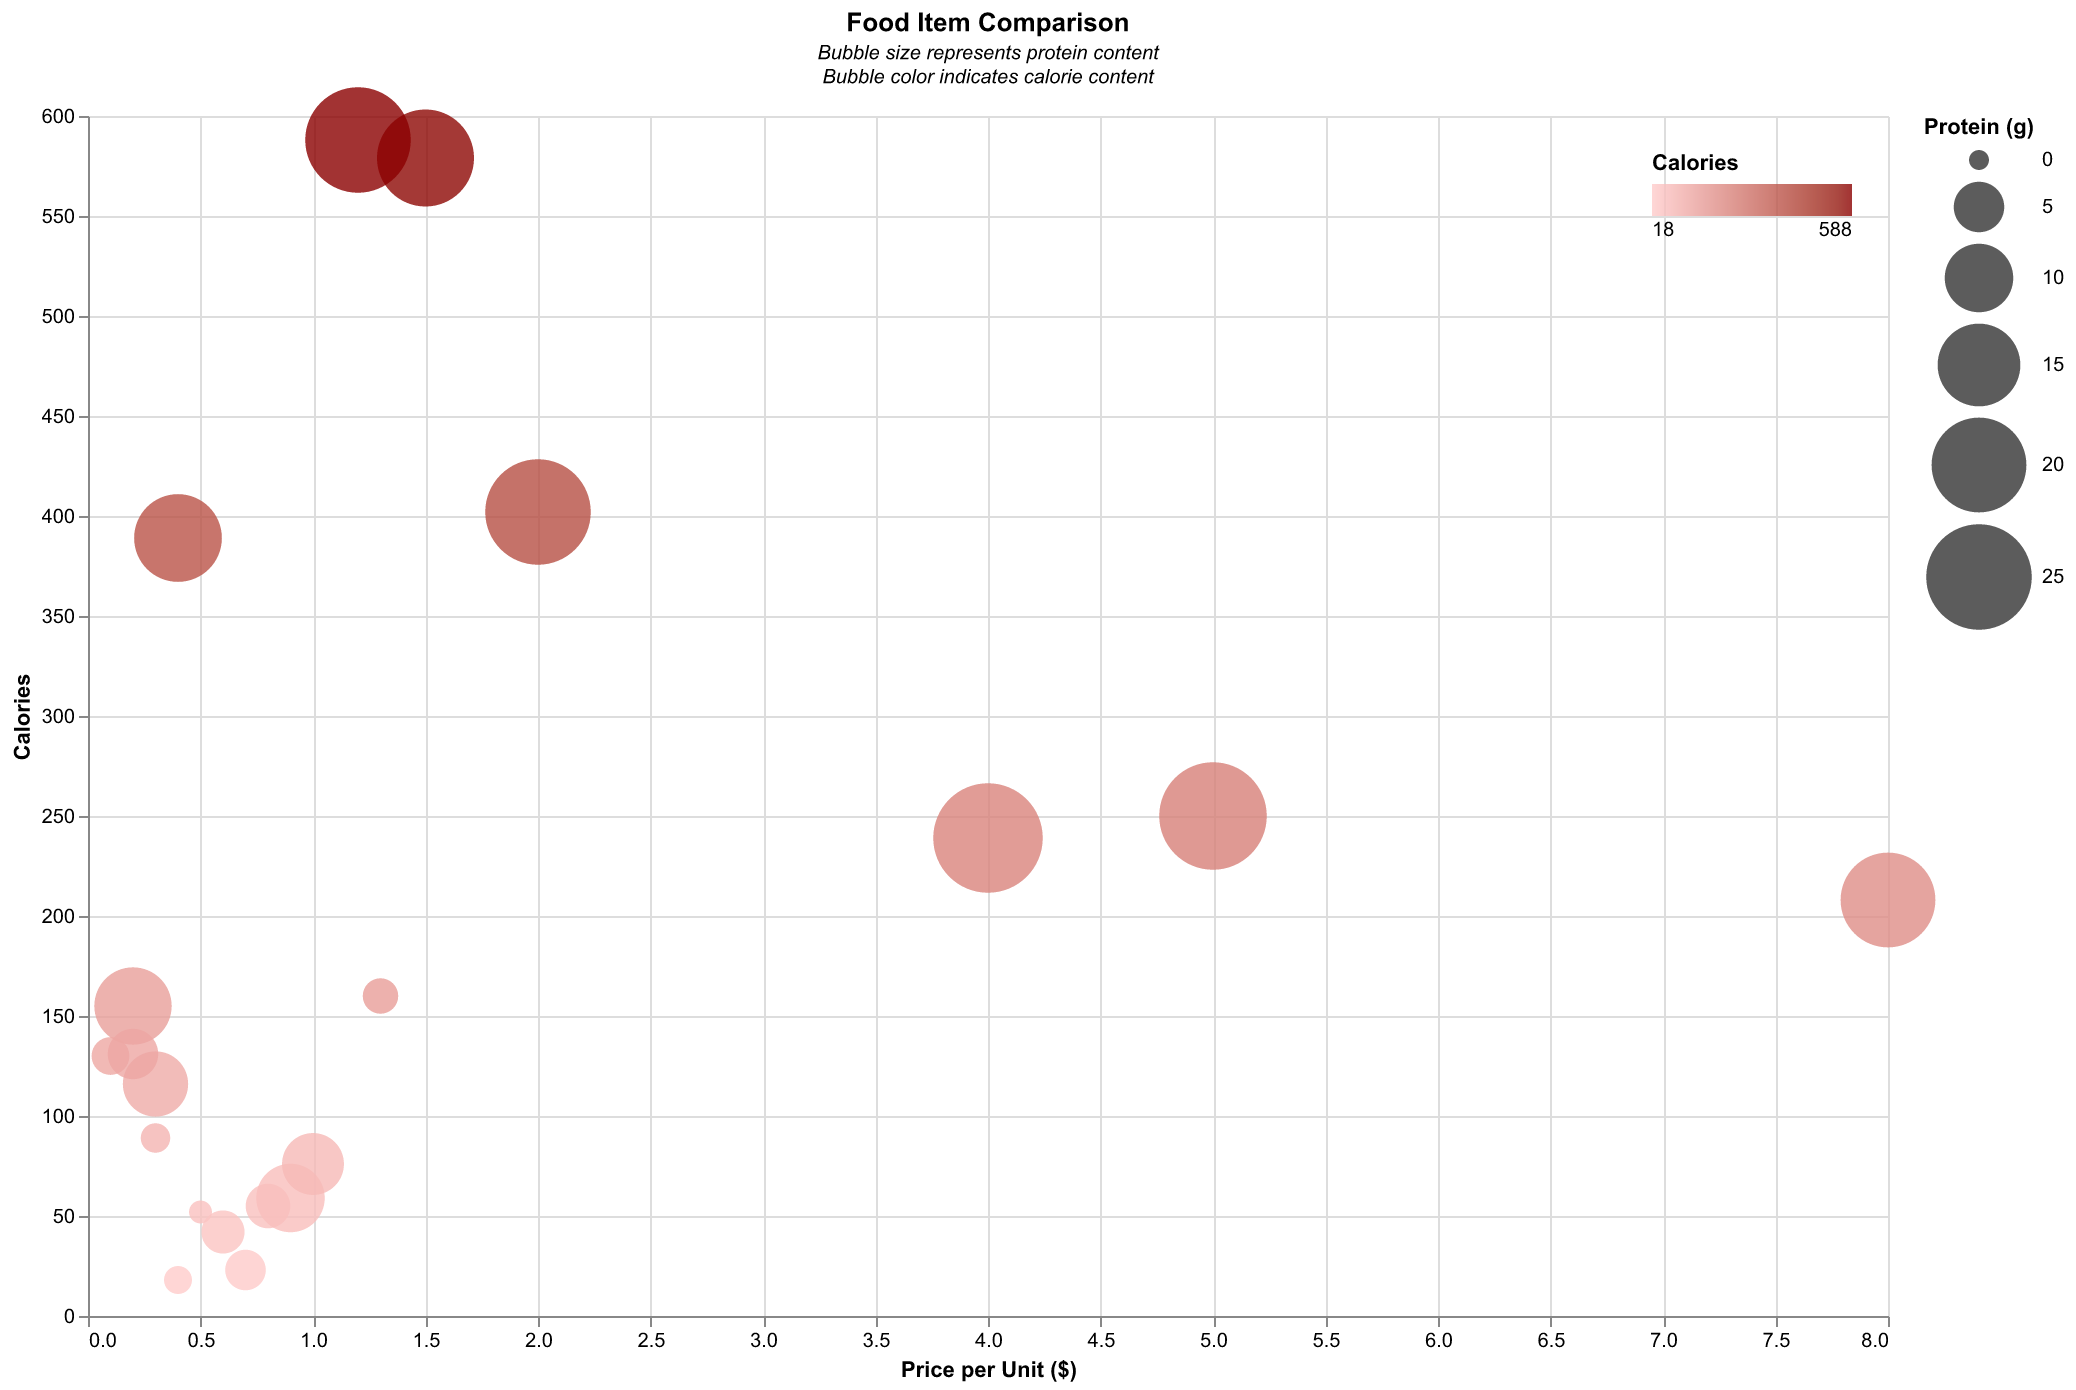 Food Item Comparison
Bubble size represents protein content
Bubble color indicates calorie content
600
550
500
450
400
350
300
250
200
150
100
50
0
Calories
0.0 0.5 1.0 1.5 2.0 2.5 3.0 3.5 4.0 4.5 5.0 5.5 6.0 6.5 7.0 7.5 8.0
Price per Unit ($)
Calories
18 588
Protein (g)
0
5
10
15
20
25